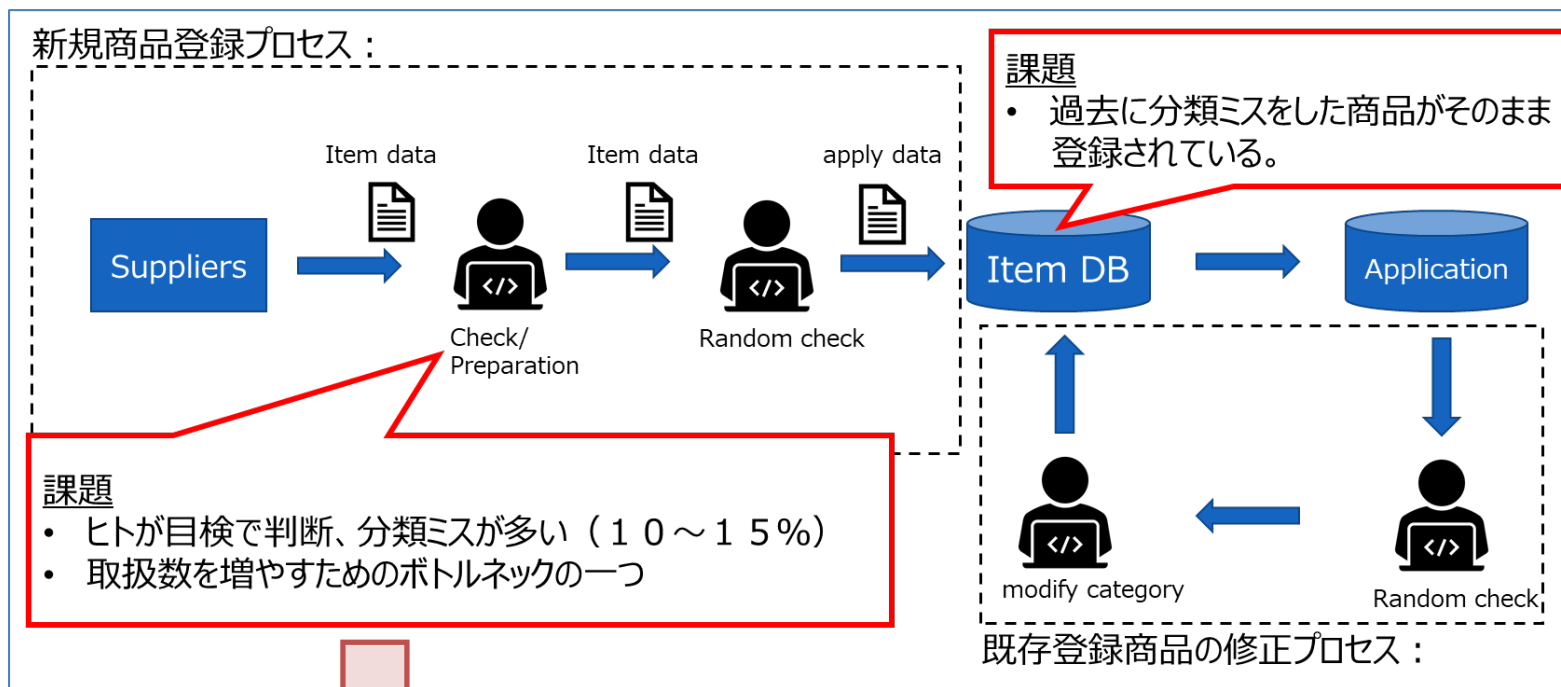 新規商品登録プロセス：
課題
• 過去に分類ミスをした商品がそのまま
登録されている。
Item data
Item data
apply data
Suppliers
</>
</>
Item DB
Application
Check/
Preparation
Random check
課題
• ヒトが目検で判断、分類ミスが多い（１０～１５％）
• 取扱数を増やすためのボトルネックの一つ
</>
</>
modify category
Random check
既存登録商品の修正プロセス：